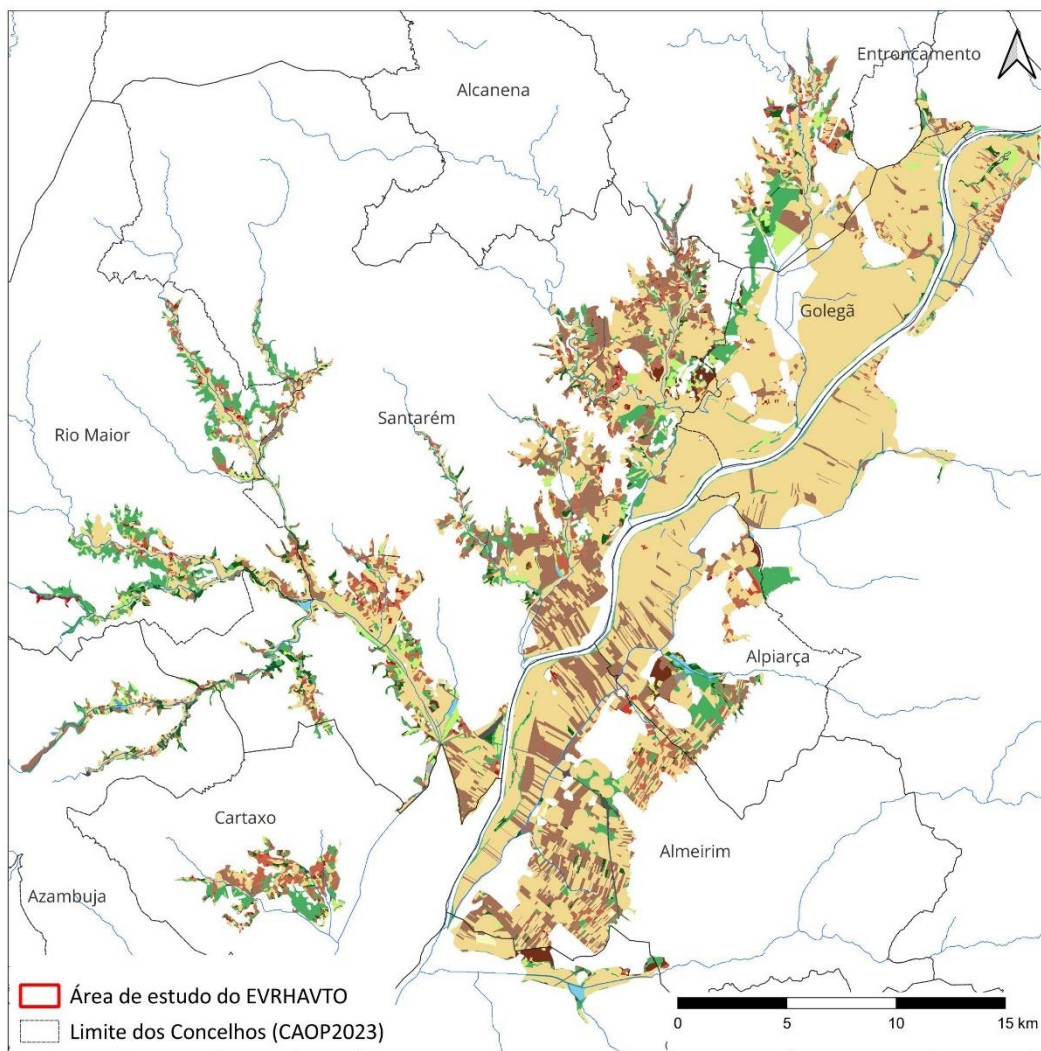 Entroncamento
Alcanena
Golegã
Santarém
Rio Maior
Alpiarça
Cartaxo
Almeirim
Azambuja
Área de estudo do EVRHAVTO
Limite dos Concelhos (CAOP2023)
0 5 10 15 km